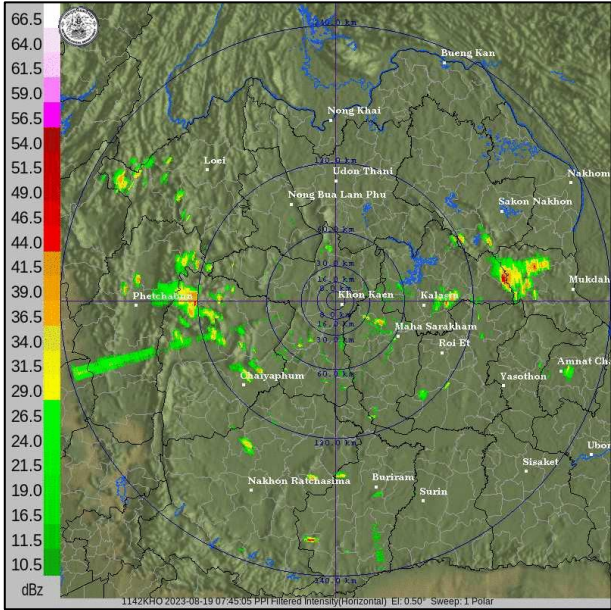 66.5
64.0
61.5
59.0
56.5
54.0
51.5
49.0
46.5
44.0
41.5
39.0
36.5
34.0
31.5
29.0
26.5
24.0
21.5
19.0
16.5
11.5
10.5
dBz
Bueng Kan
Nong Khai
Loei
Udon Thani
Nakhom
Nong Bua Lam Phu
Sakon Nakhon
Mukdah
Phetchabun
Khon Kaen
Kalasin
Maha Sarakham
Roi Et
Amnat Cha
Chaiyaphum
Yasothon
120.0 km
Ubon
Sisaket
Nakhon Ratchasima
Buriram
Surin
1142KHO 2023-08-19 07:45:05 PPI Filtered Intensity(Horizontal) El: 0.50° Sweep: 1 Polar